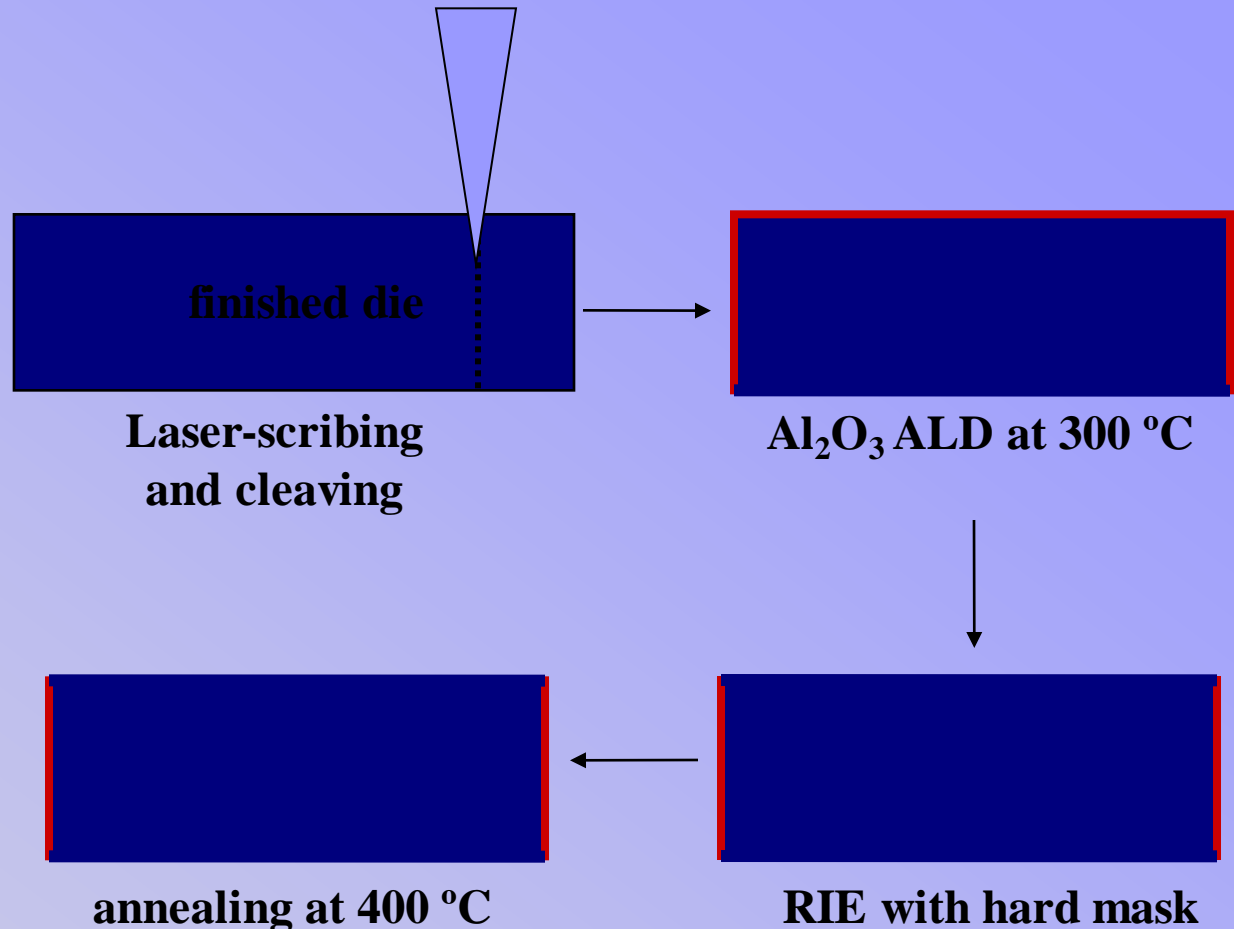 finished die
Laser-scribing
and cleaving
Al₂O₃ ALD at 300 ºC
annealing at 400 ºC
RIE with hard mask